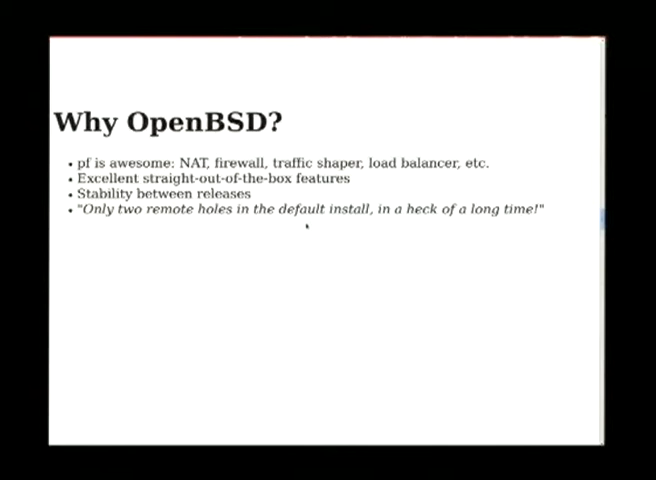 Why OpenBSD?
• pf is awesome: NAT, firewall, traffic shaper, load balancer, etc.
• Excellent straight-out-of-the-box features
• Stability between releases
• "Only two remote holes in the default install, in a heck of a long time!"